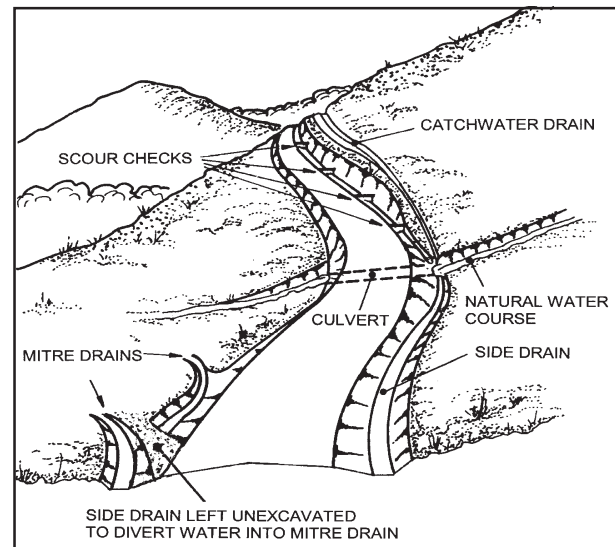 CATCHWATER DRAIN
SCOUR CHECKS
NATURAL WATER
COURSE
CULVERT
MITRE DRAINS
SIDE DRAIN
SIDE DRAIN LEFT UNEXCAVATED
TO DIVERT WATER INTO MITRE DRAIN